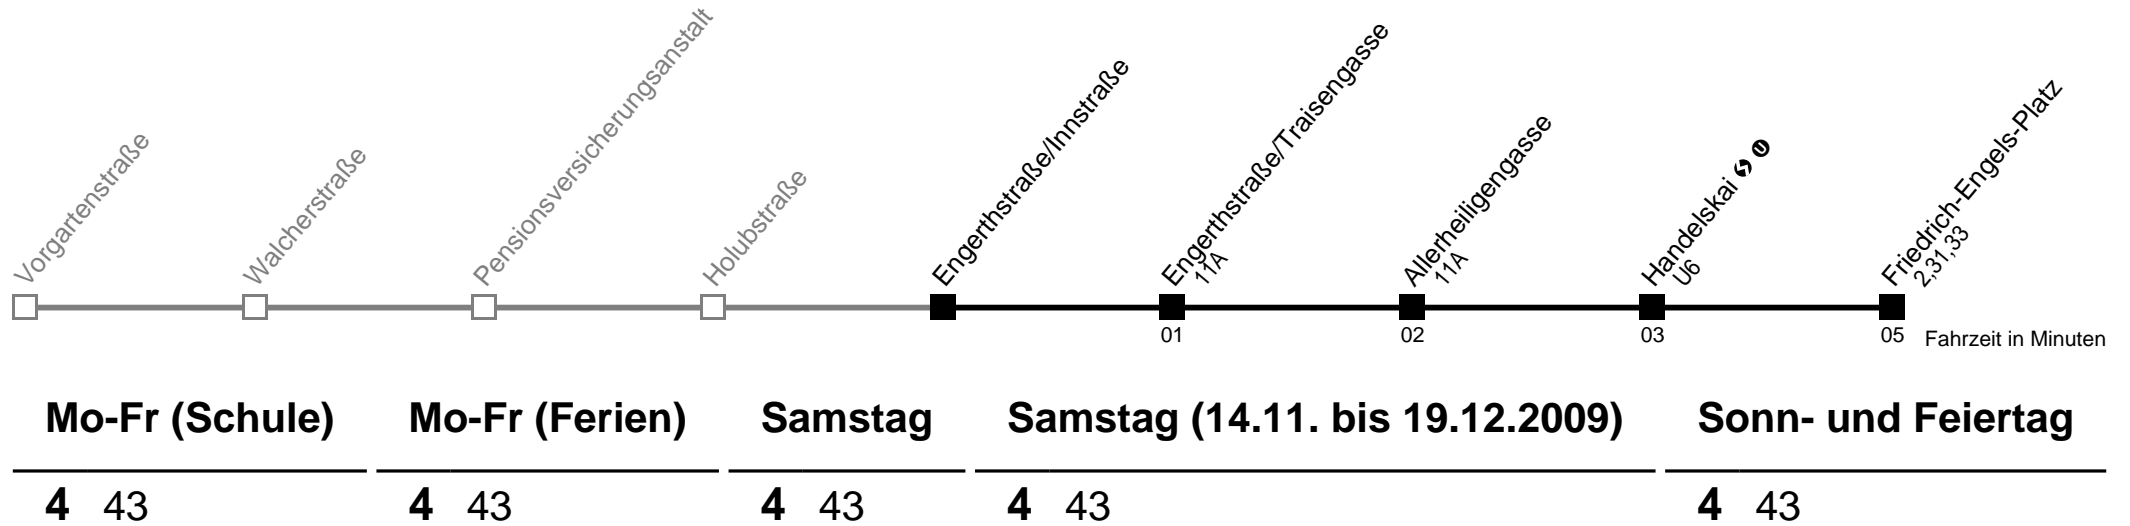 Vorgartenstraße
Walcherstraße
Pensionsversicherungsanstalt
Holubstraße
Engerthstraße/Innstraße
Engerthstraße/Traisengasse
11A
Allerheiligengasse
11A
Handelskai S U
U6
Friedrich-Engels-Platz
2,31,33
01 02 03 05 Fahrzeit in Minuten
Mo-Fr (Schule) Mo-Fr (Ferien) Samstag Samstag (14.11. bis 19.12.2009) Sonn- und Feiertag
4 43 4 43 4 43 4 43 4 43